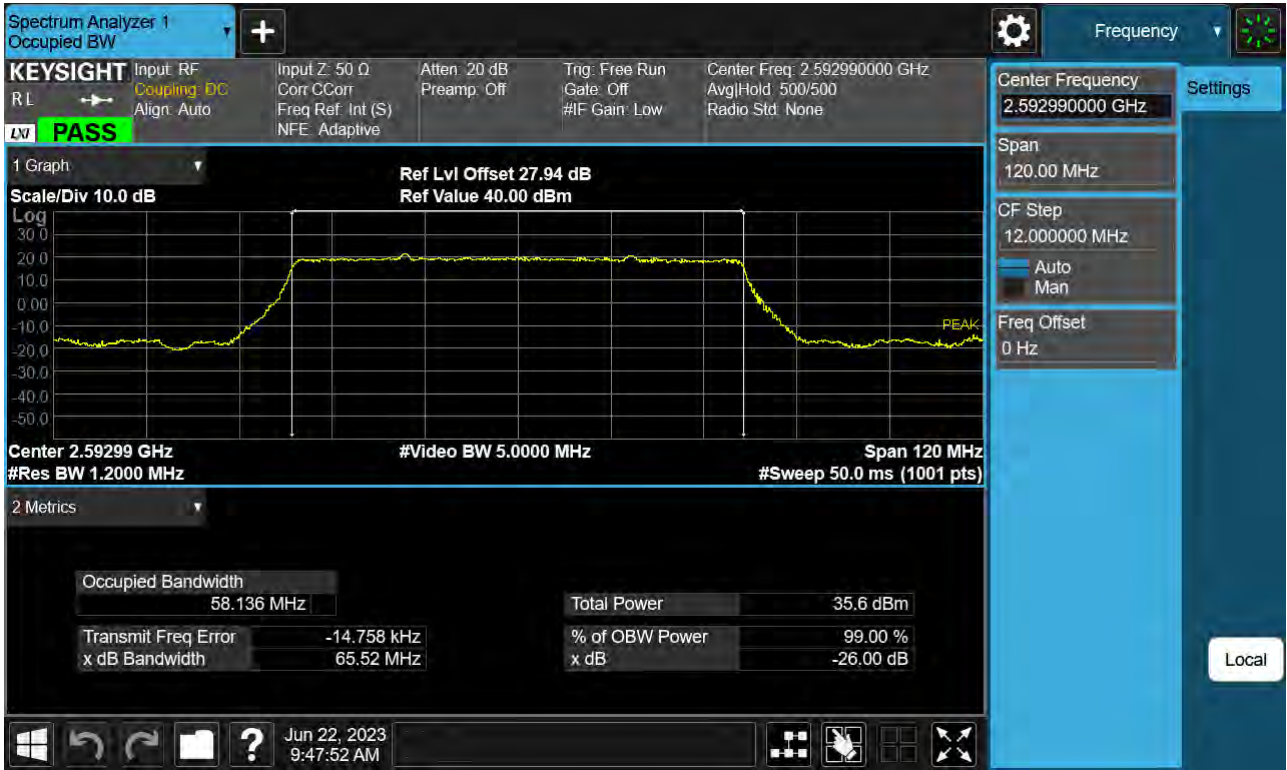 Spectrum Analyzer 1
Occupied BW
+
Frequency
KEYSIGHT
RL
LXI PASS
Input: RF
Coupling: DC
Align: Auto
Input Z: 50 Ω
Corr CCorr
Freq Ref: Int (S)
NFE: Adaptive
Atten: 20 dB
Preamp: Off
Trig: Free Run
Gate: Off
#IF Gain: Low
Center Freq: 2.592990000 GHz
Avg|Hold: 500/500
Radio Std: None
Center Frequency
2.592990000 GHz
Settings
Span
120.00 MHz
CF Step
12.000000 MHz
Auto
Man
Freq Offset
0 Hz
Local
1 Graph
Scale/Div 10.0 dB
Ref Lvl Offset 27.94 dB
Ref Value 40.00 dBm
Log
30.0
20.0
10.0
0.00
-10.0
-20.0
-30.0
-40.0
-50.0
PEAK
Center 2.59299 GHz
#Video BW 5.0000 MHz
Span 120 MHz
#Res BW 1.2000 MHz
#Sweep 50.0 ms (1001 pts)
2 Metrics
Occupied Bandwidth
58.136 MHz
Total Power 35.6 dBm
Transmit Freq Error -14.758 kHz
% of OBW Power 99.00 %
x dB Bandwidth 65.52 MHz
x dB -26.00 dB
?
Jun 22, 2023
9:47:52 AM